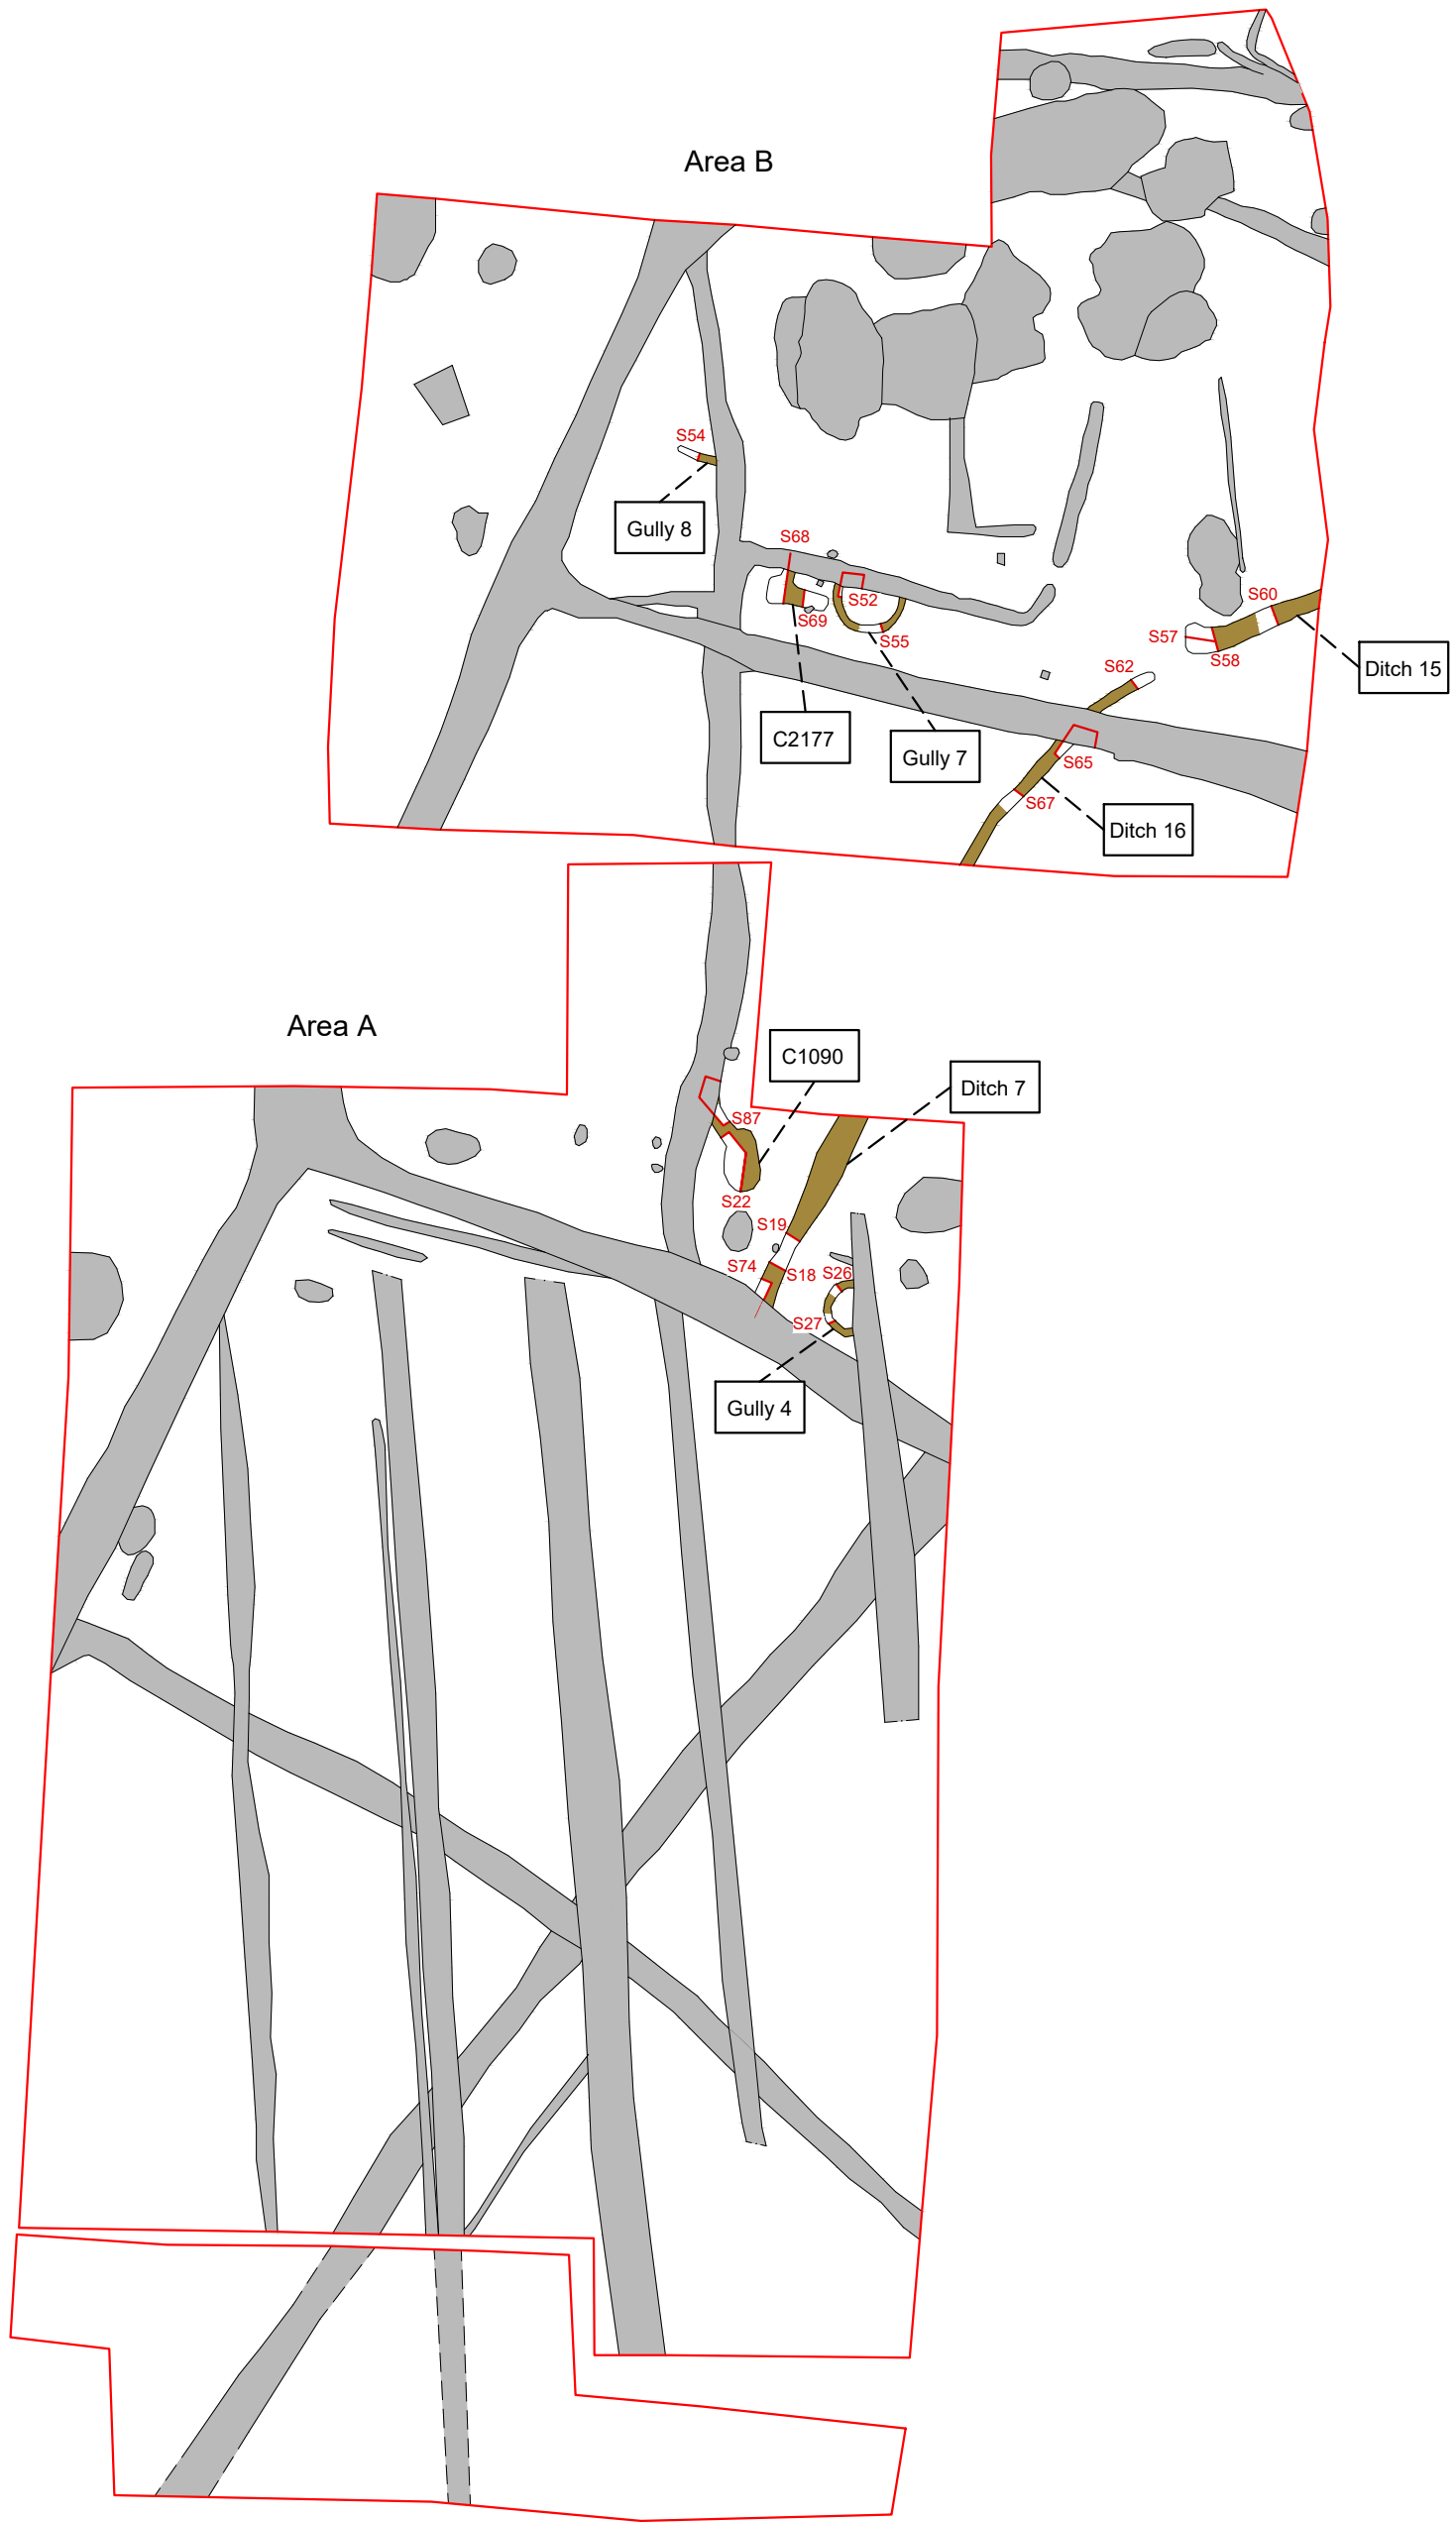 Area B
S54
Gully 8
S68
S52
S69
S55
S60
S57
S58
Ditch 15
S62
C2177
Gully 7
S65
S67
Ditch 16
Area A
C1090
Ditch 7
S87
S22
S19
S74
S18
S26
S27
Gully 4